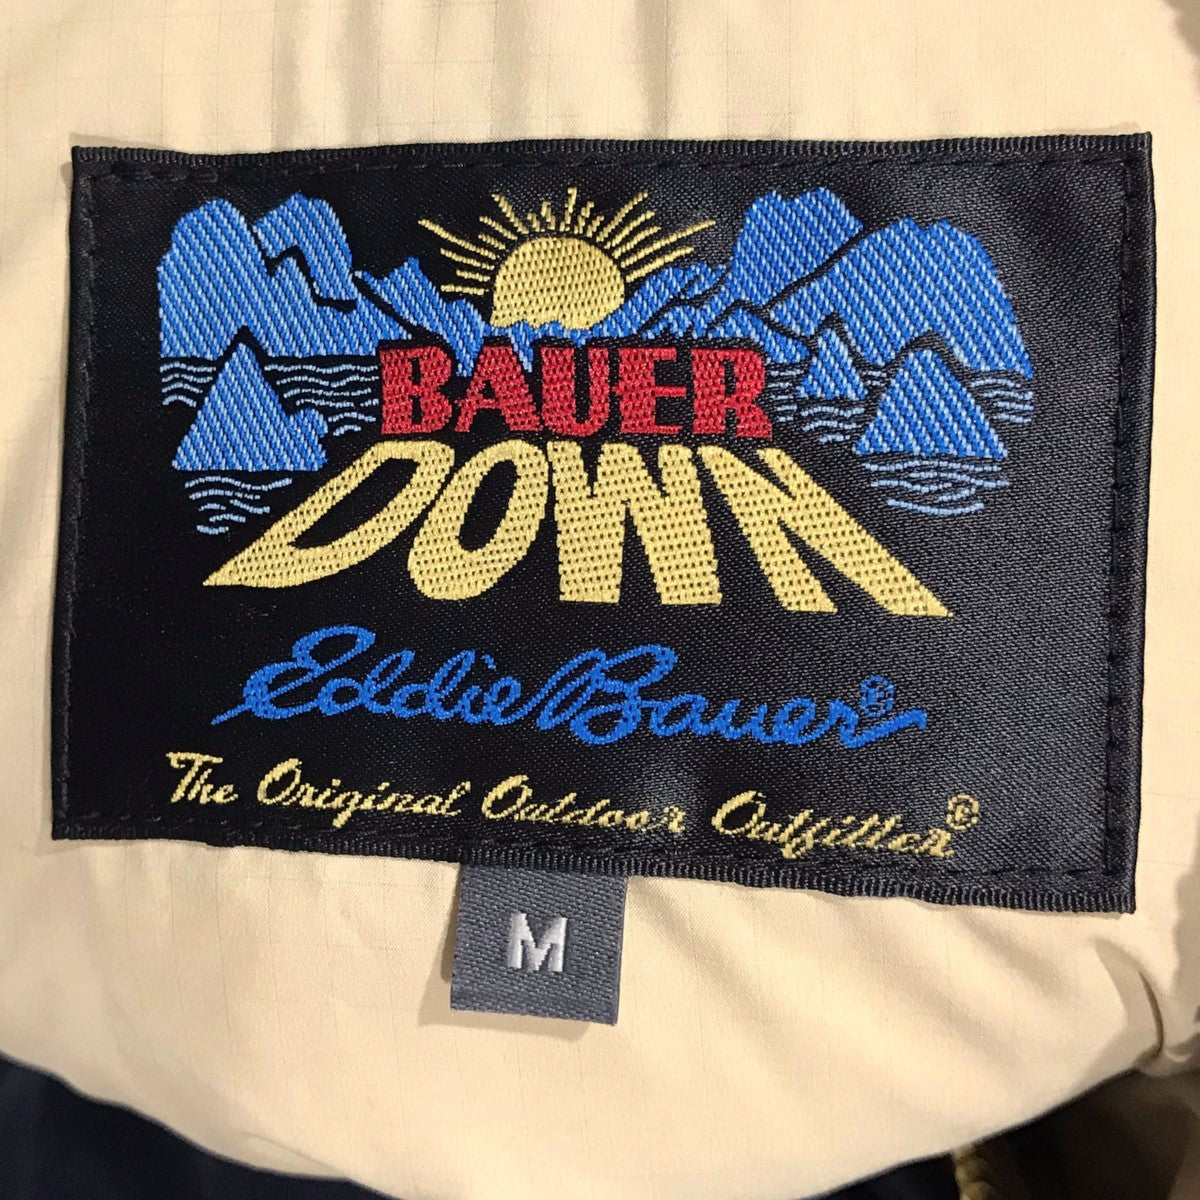 BAUER
DOWN
Eddie Bauer®
The Original Outdoor Outfitter®
M